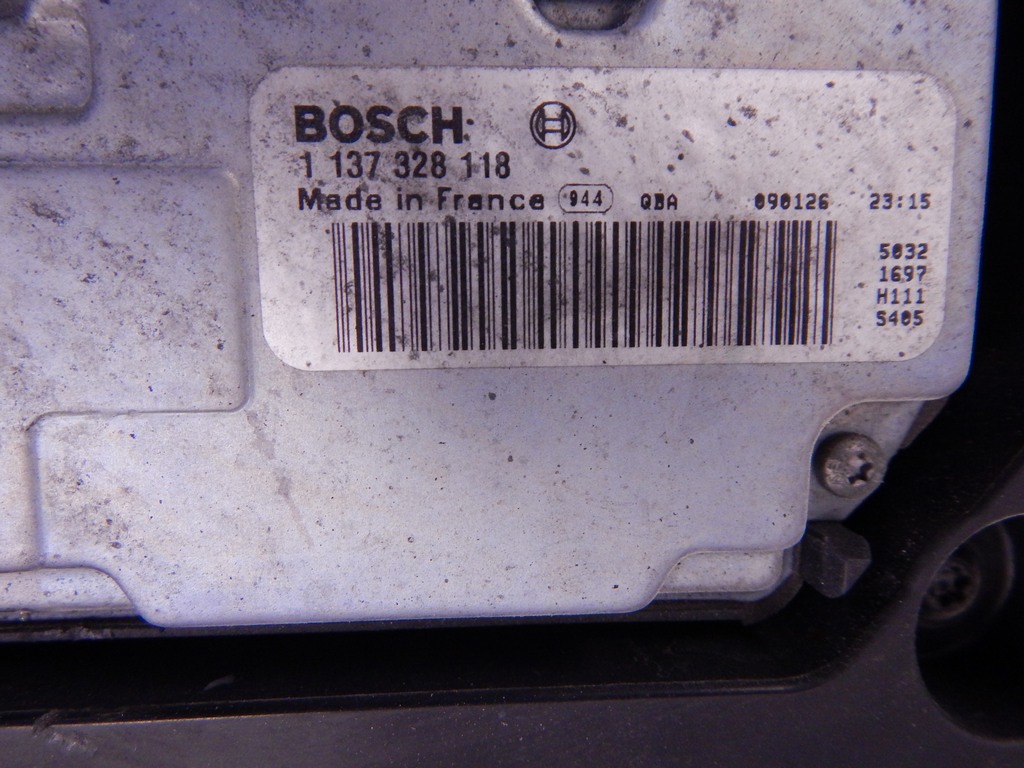 BOSCH
1 137 328 118
Made in France 944 QBA 090126 23:15
5032
1697
H111
S405